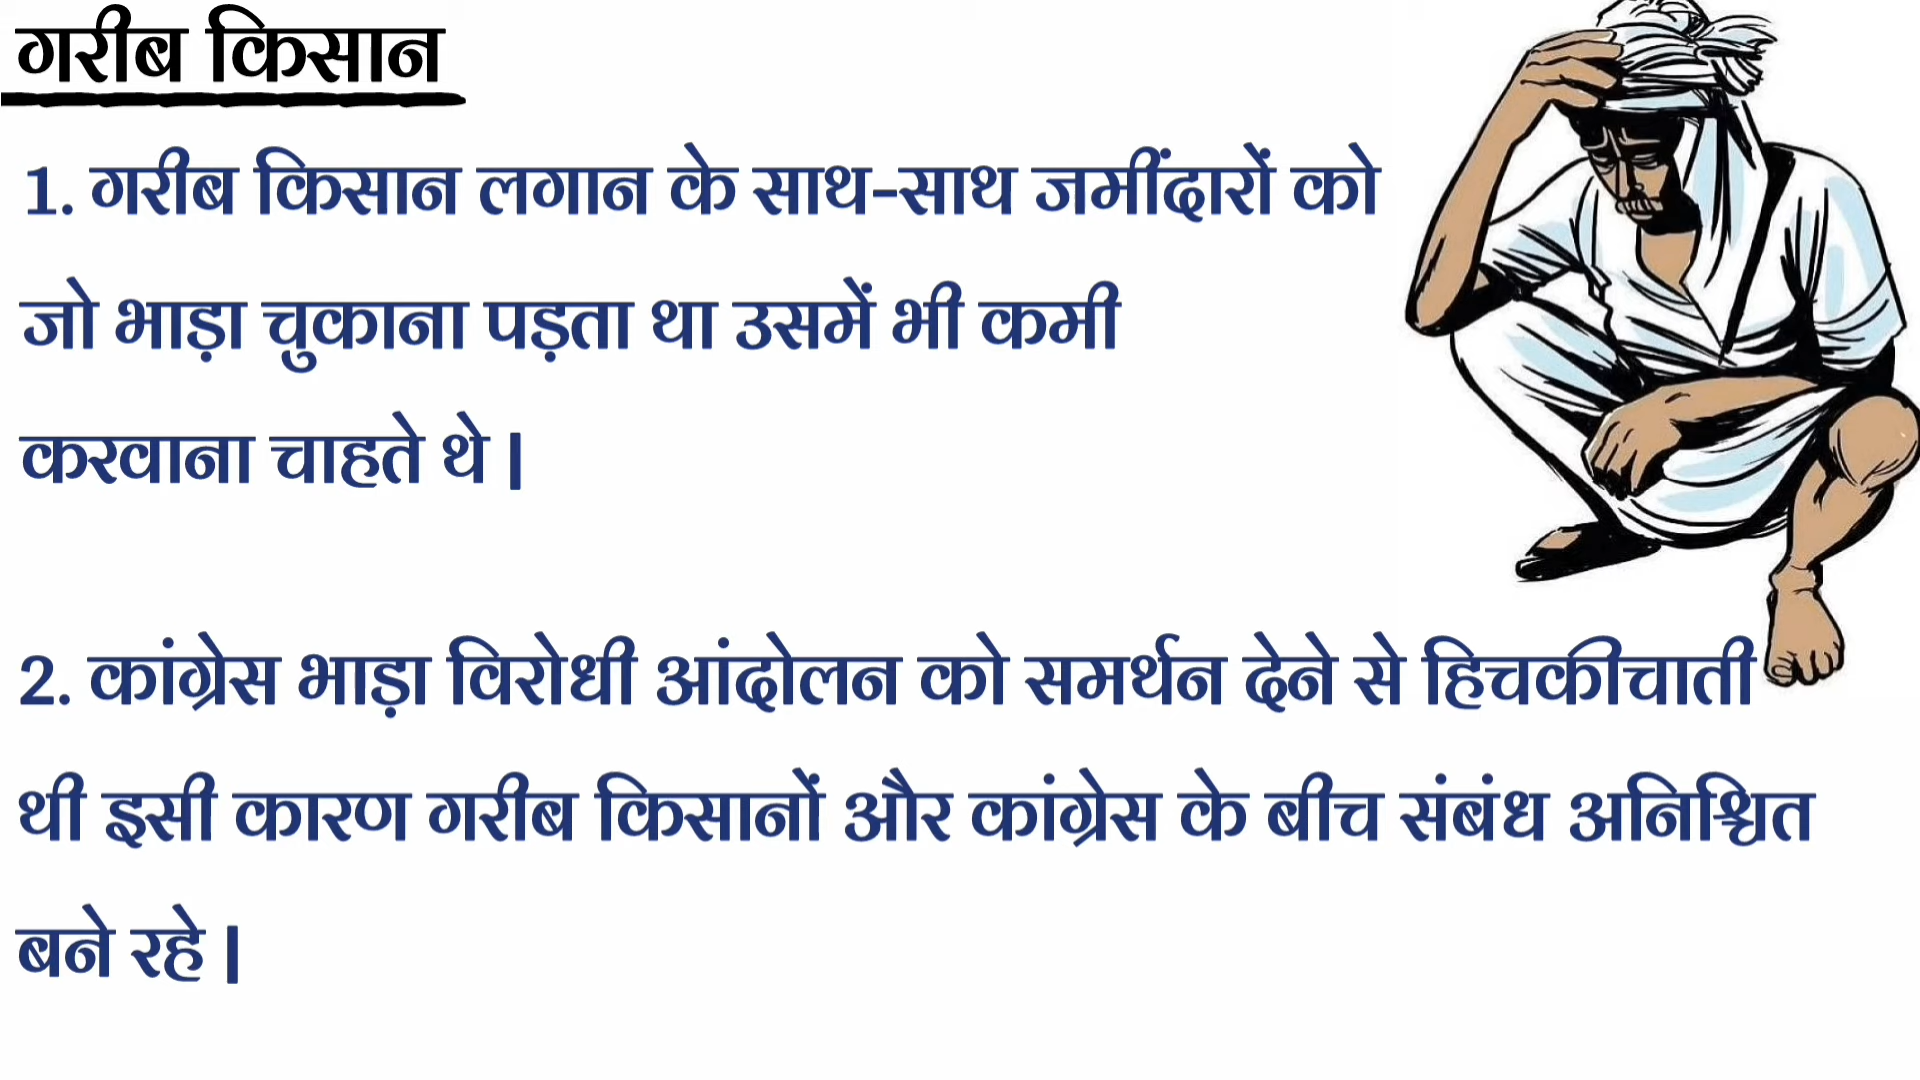 गरीब किसान
1. गरीब किसान लगान के साथ-साथ जमींदारों को
जो भाड़ा चुकाना पड़ता था उसमें भी कमी
करवाना चाहते थे |
2. कांग्रेस भाड़ा विरोधी आंदोलन को समर्थन देने से हिचकीचाती
थी इसी कारण गरीब किसानों और कांग्रेस के बीच संबंध अनिश्चित
बने रहे |